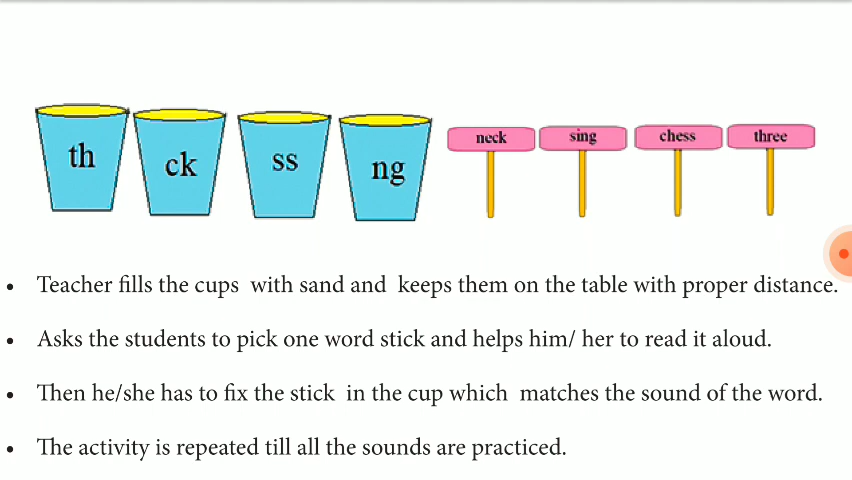 th ck ss ng neck sing chess three
• Teacher fills the cups with sand and keeps them on the table with proper distance.
• Asks the students to pick one word stick and helps him/ her to read it aloud.
• Then he/she has to fix the stick in the cup which matches the sound of the word.
• The activity is repeated till all the sounds are practiced.